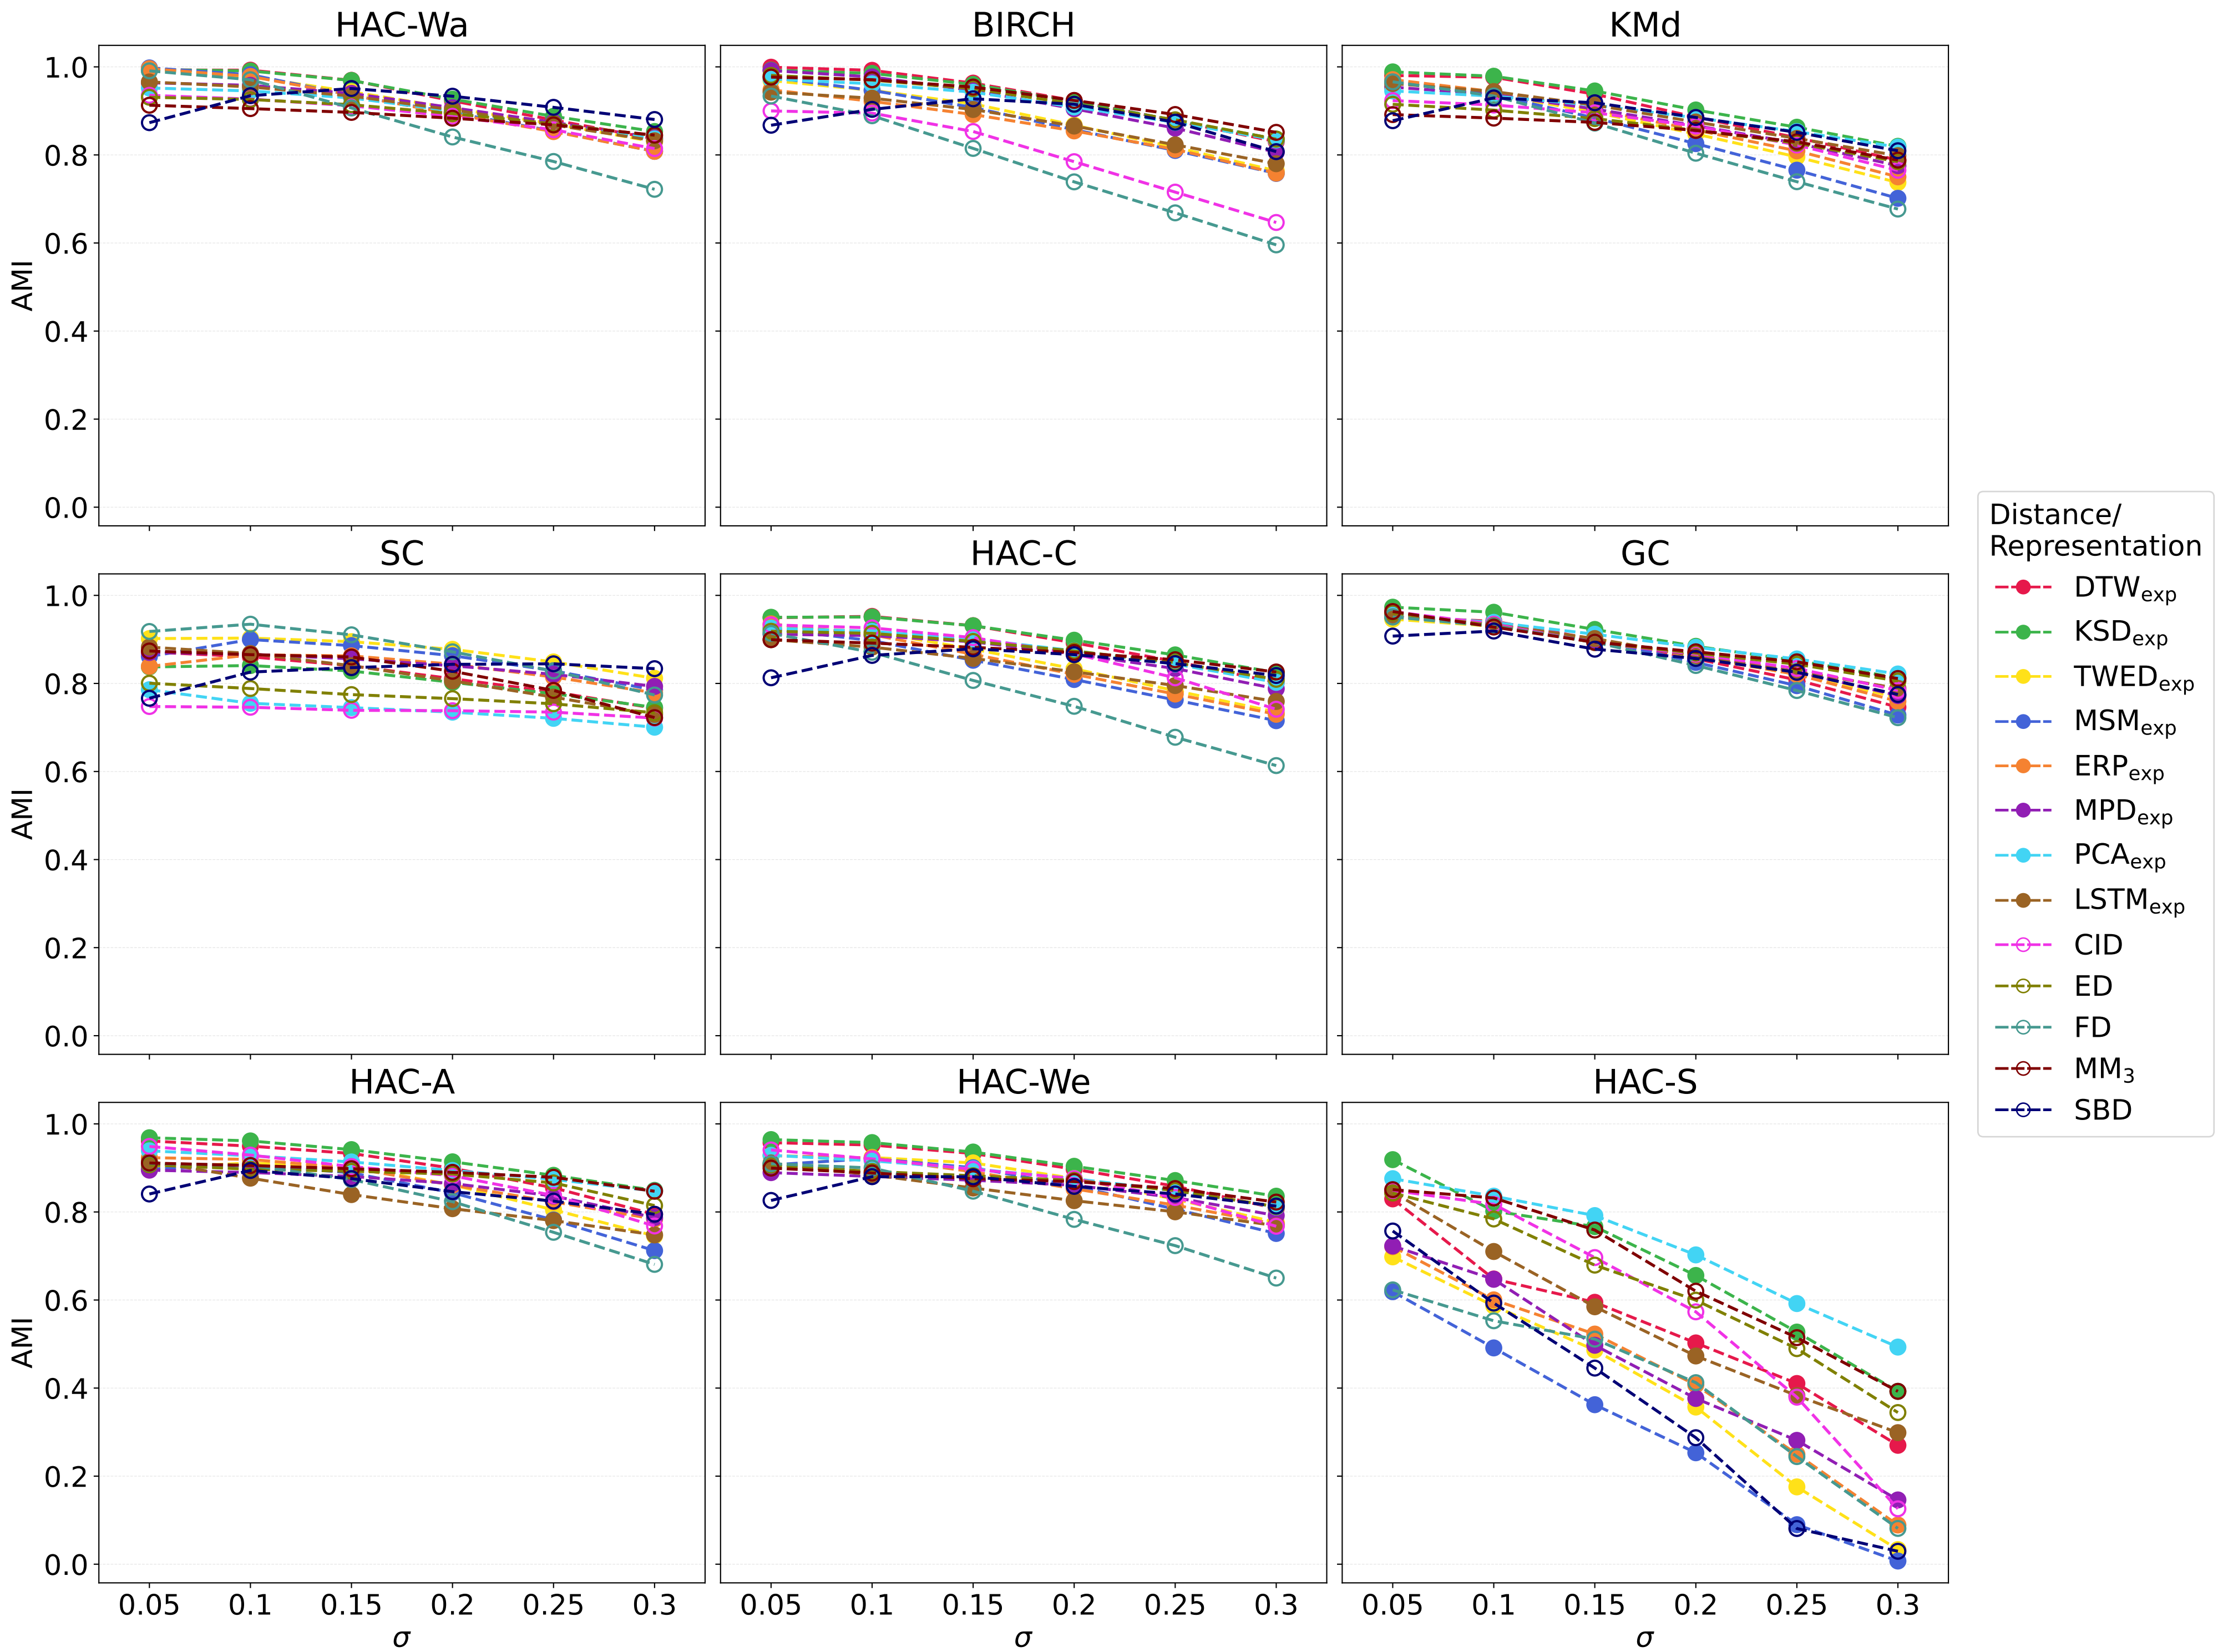 HAC-Wa
BIRCH
KMd
AMI
1.0
0.8
0.6
0.4
0.2
0.0
SC
HAC-C
GC
AMI
1.0
0.8
0.6
0.4
0.2
0.0
HAC-A
HAC-We
HAC-S
AMI
1.0
0.8
0.6
0.4
0.2
0.0
0.05 0.1 0.15 0.2 0.25 0.3
0.05 0.1 0.15 0.2 0.25 0.3
0.05 0.1 0.15 0.2 0.25 0.3
σ
σ
σ
Distance/
Representation
DTWexp
KSDexp
TWEDexp
MSMexp
ERPexp
MPDexp
PCAexp
LSTMexp
CID
ED
FD
MM3
SBD